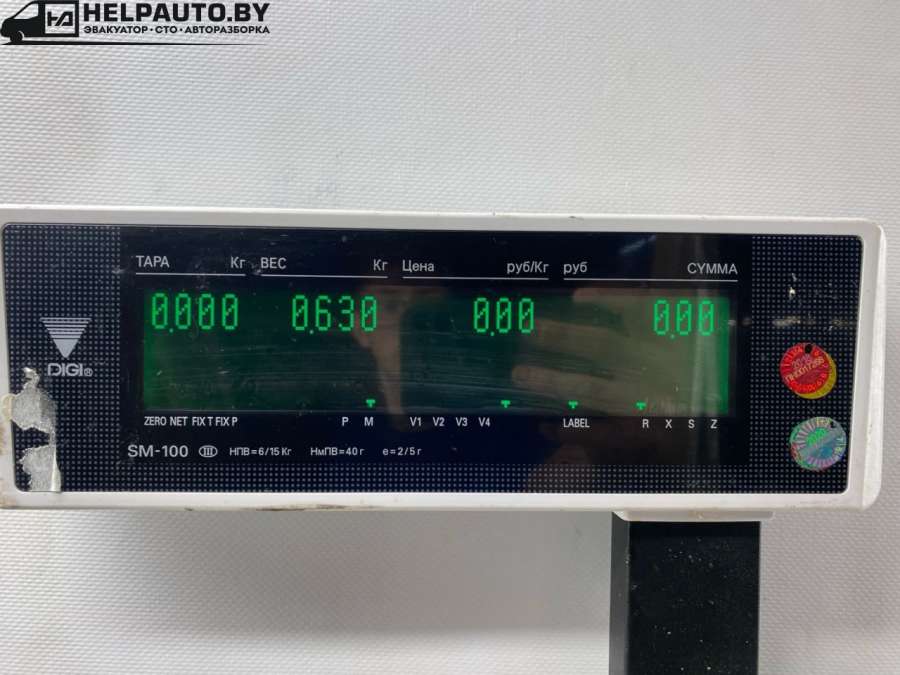 HELPAUTO.BY
ЭВАКУАТОР · СТО · АВТОРАЗБОРКА
ТАРА Кг ВЕС Кг Цена руб/Кг руб СУММА
0.000 0.630 0.00 0.00
DIGI®
ZERO NET FIX T FIX P P M V1 V2 V3 V4 LABEL R X S Z
SM-100 III НПВ=6/15 Кг НмПВ=40 г e=2/5 г